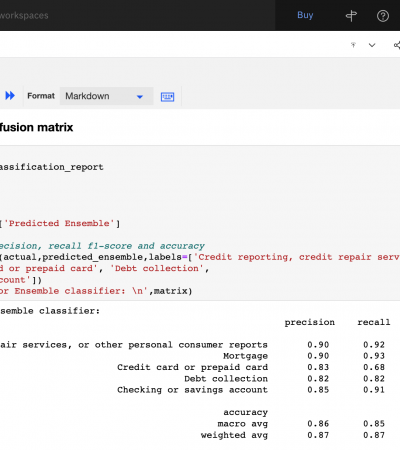 workspaces Buy
Format Markdown
fusion matrix
assification_report
['Predicted Ensemble']
ecision, recall f1-score and accuracy
(actual,predicted_ensemble,labels=['Credit reporting, credit repair serv
d or prepaid card', 'Debt collection',
count'])
or Ensemble classifier: \n',matrix)
semble classifier:
precision recall
air services, or other personal consumer reports 0.90 0.92
Mortgage 0.90 0.93
Credit card or prepaid card 0.83 0.68
Debt collection 0.82 0.82
Checking or savings account 0.85 0.91
accuracy
macro avg 0.86 0.85
weighted avg 0.87 0.87